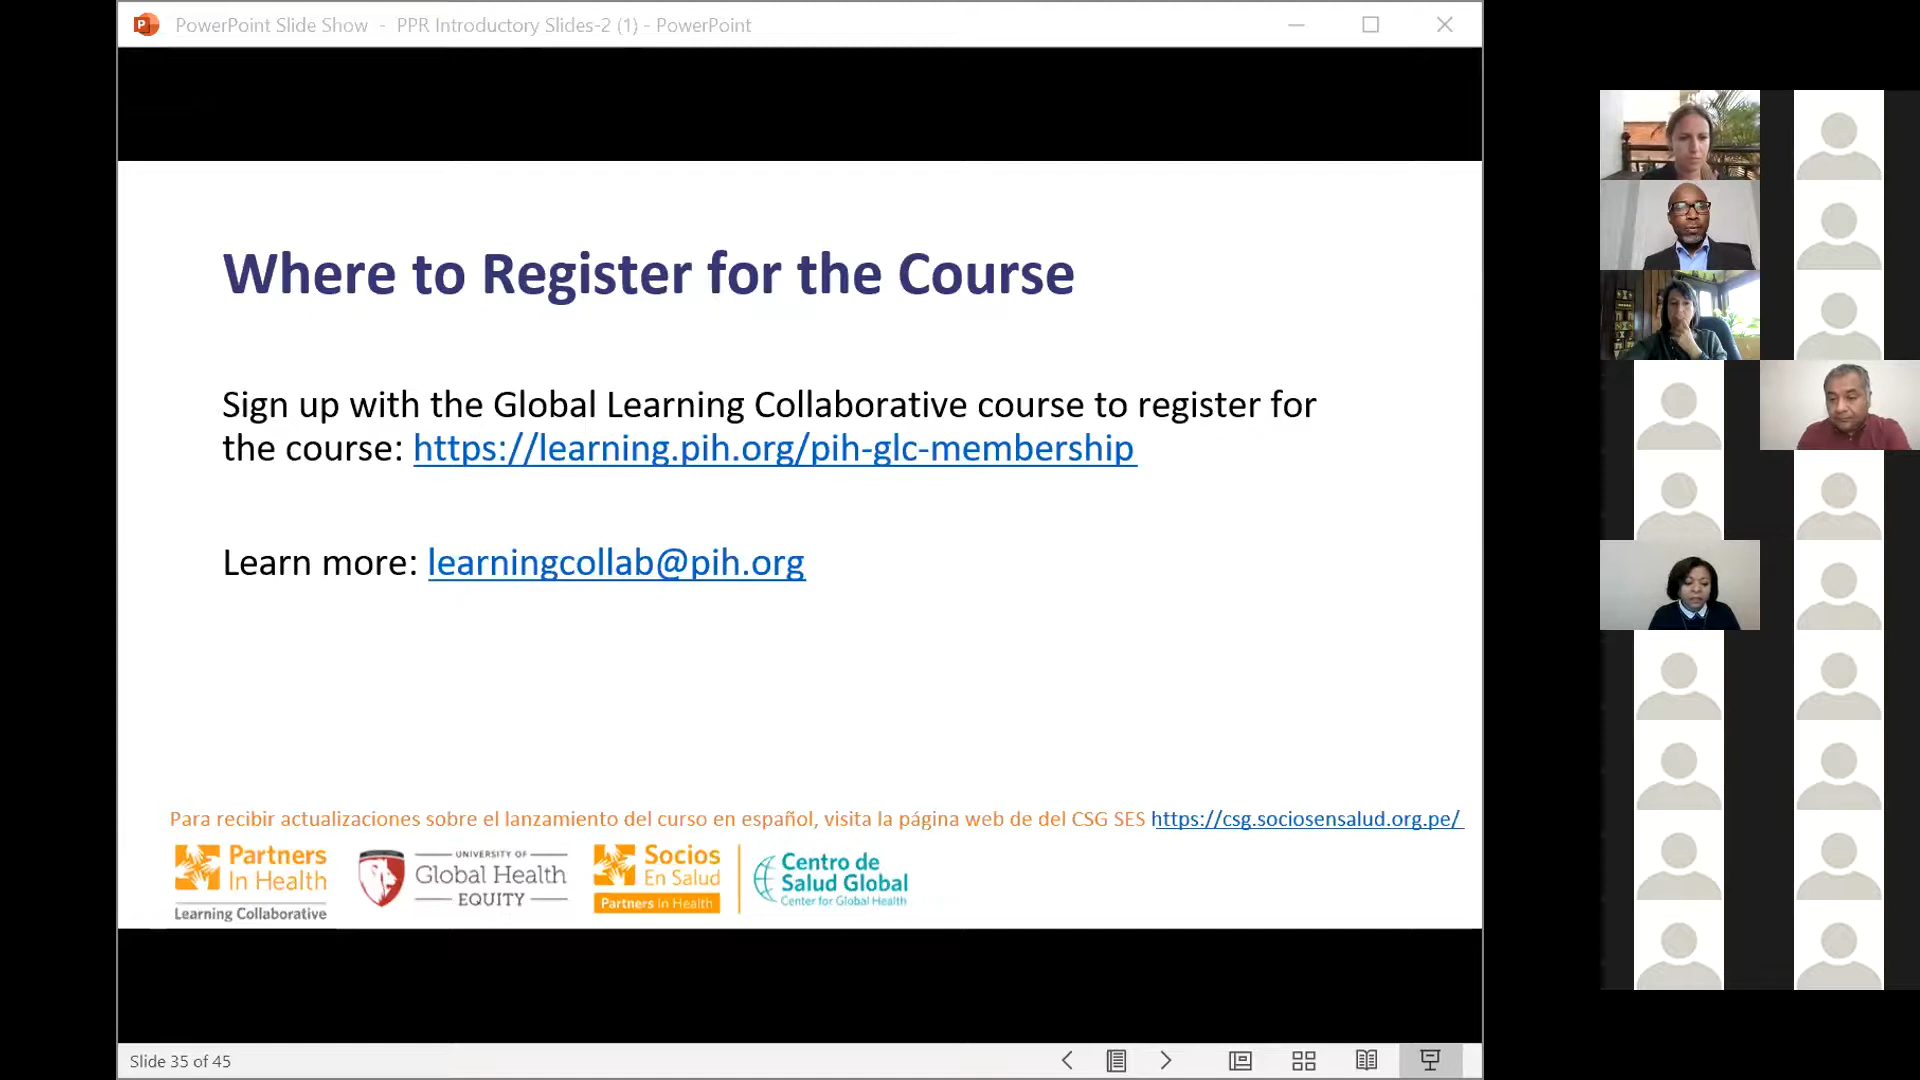 PowerPoint Slide Show - PPR Introductory Slides-2 (1) - PowerPoint
Where to Register for the Course
Sign up with the Global Learning Collaborative course to register for
the course: https://learning.pih.org/pih-glc-membership
Learn more: learningcollab@pih.org
Para recibir actualizaciones sobre el lanzamiento del curso en español, visita la página web de del CSG SES https://csg.sociosensalud.org.pe/
Partners
In Health
Learning Collaborative
UNIVERSITY OF
Global Health
EQUITY
Socios
En Salud
Partners In Health
Centro de
Salud Global
Center for Global Health
Slide 35 of 45